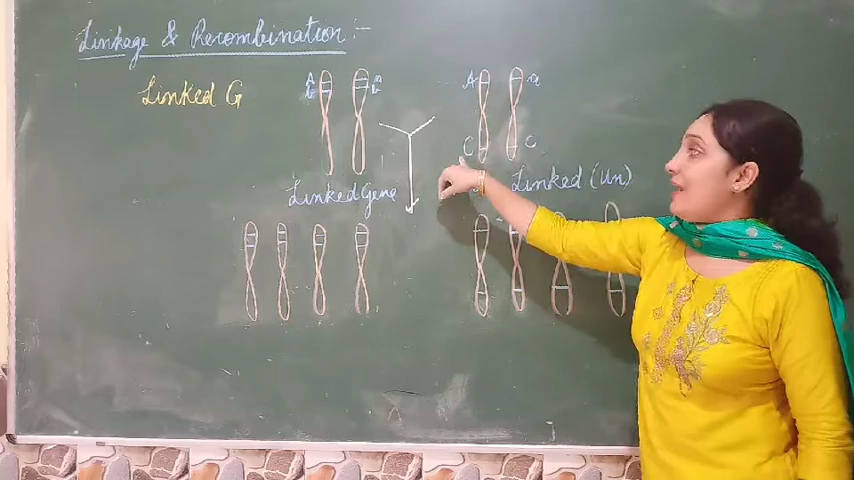 Linkage & Recombination :-
Linked G
A a
b b
A a
C C
Linked Gene
Linked (Un)